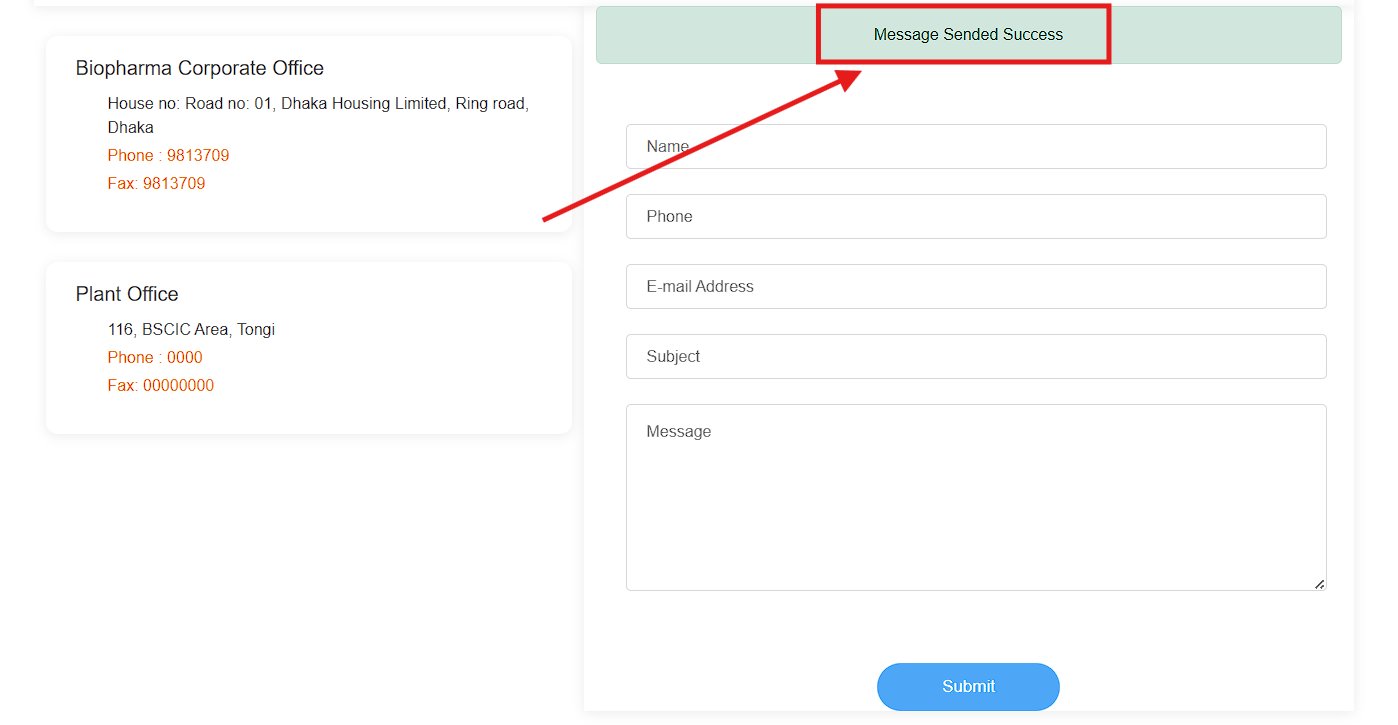 Message Sended Success
Biopharma Corporate Office
House no: Road no: 01, Dhaka Housing Limited, Ring road,
Dhaka
Phone : 9813709
Fax: 9813709
Plant Office
116, BSCIC Area, Tongi
Phone : 0000
Fax: 00000000
Name
Phone
E-mail Address
Subject
Message
Submit